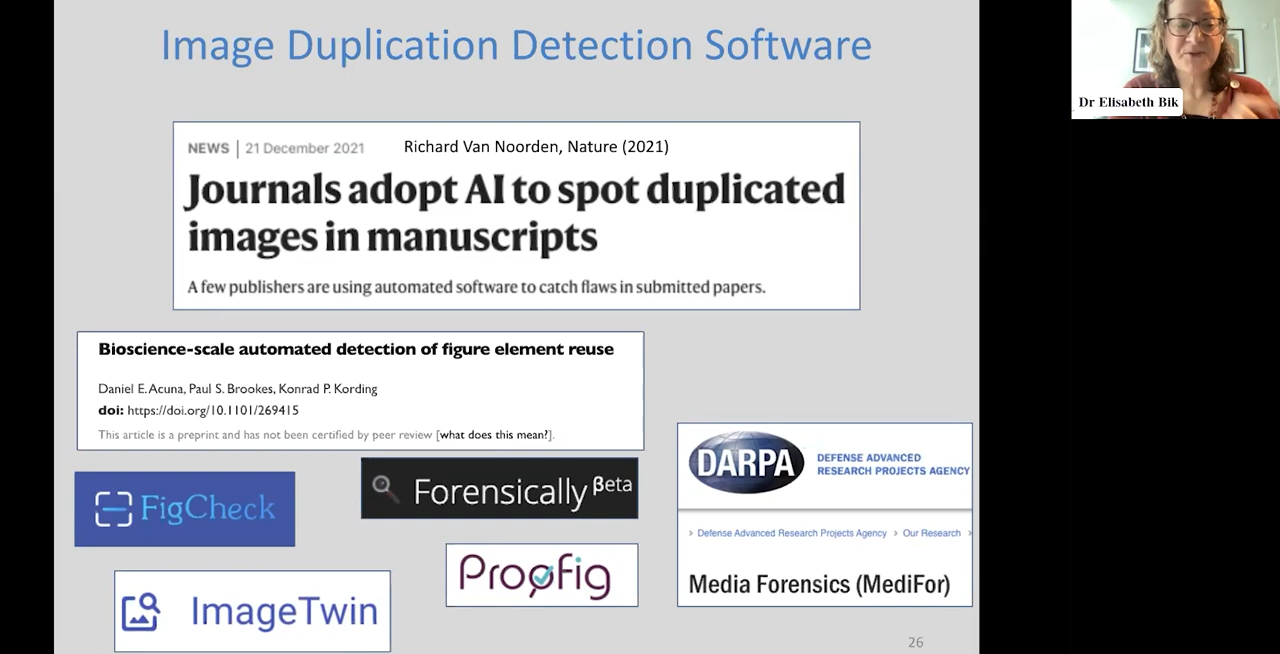 Image Duplication Detection Software
NEWS | 21 December 2021
Richard Van Noorden, Nature (2021)
Journals adopt AI to spot duplicated
images in manuscripts
A few publishers are using automated software to catch flaws in submitted papers.
Bioscience-scale automated detection of figure element reuse
Daniel E. Acuna, Paul S. Brookes, Konrad P. Kording
doi: https://doi.org/10.1101/269415
This article is a preprint and has not been certified by peer review [what does this mean?].
FigCheck
Forensically βeta
Proofig
ImageTwin
DARPA
DEFENSE ADVANCED
RESEARCH PROJECTS AGENCY
> Defense Advanced Research Projects Agency > Our Research >
Media Forensics (MediFor)
26
Dr Elisabeth Bik